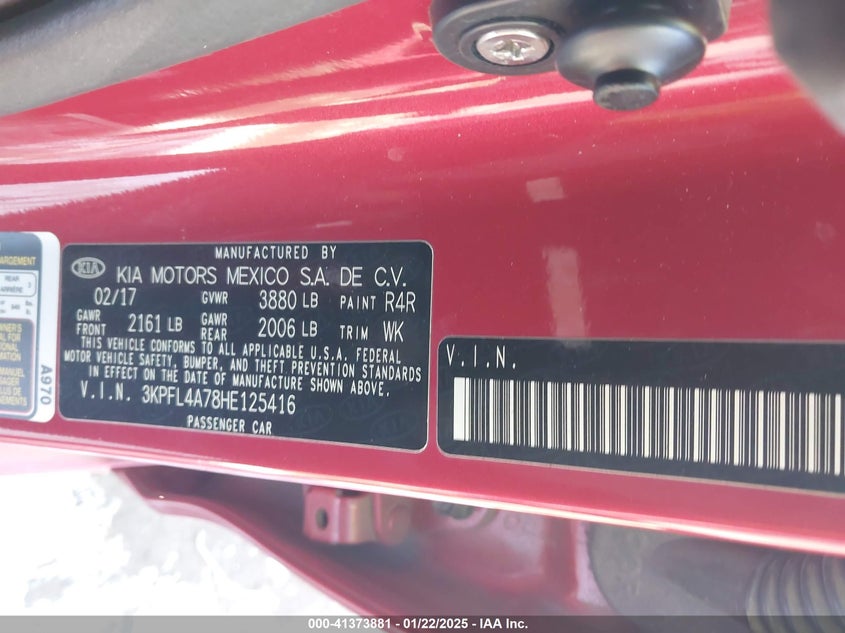 ARGEMENT
REAR
A970
MANUFACTURED BY
KIA KIA MOTORS MEXICO S.A. DE C.V.
02/17 GVWR 3880 LB PAINT R4R
GAWR FRONT 2161 LB GAWR REAR 2006 LB TRIM WK
THIS VEHICLE CONFORMS TO ALL APPLICABLE U.S.A. FEDERAL
MOTOR VEHICLE SAFETY, BUMPER, AND THEFT PREVENTION STANDARDS
IN EFFECT ON THE DATE OF MANUFACTURE SHOWN ABOVE.
V.I.N. 3KPFL4A78HE125416
PASSENGER CAR
V.I.N.
000-41373881 - 01/22/2025 - IAA Inc.